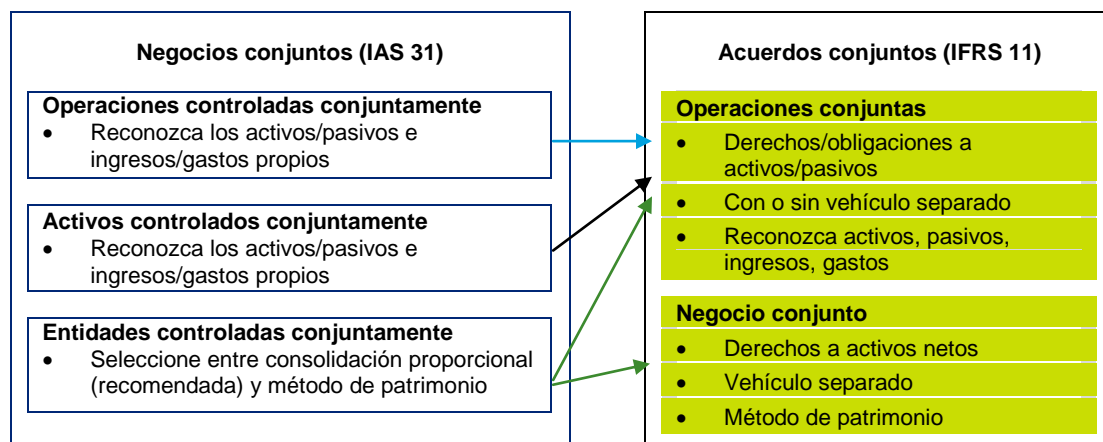 Negocios conjuntos (IAS 31)
Operaciones controladas conjuntamente
• Reconozca los activos/pasivos e
ingresos/gastos propios
Activos controlados conjuntamente
• Reconozca los activos/pasivos e
ingresos/gastos propios
Entidades controladas conjuntamente
• Seleccione entre consolidación proporcional
(recomendada) y método de patrimonio
Acuerdos conjuntos (IFRS 11)
Operaciones conjuntas
• Derechos/obligaciones a
activos/pasivos
• Con o sin vehículo separado
• Reconozca activos, pasivos,
ingresos, gastos
Negocio conjunto
• Derechos a activos netos
• Vehículo separado
• Método de patrimonio